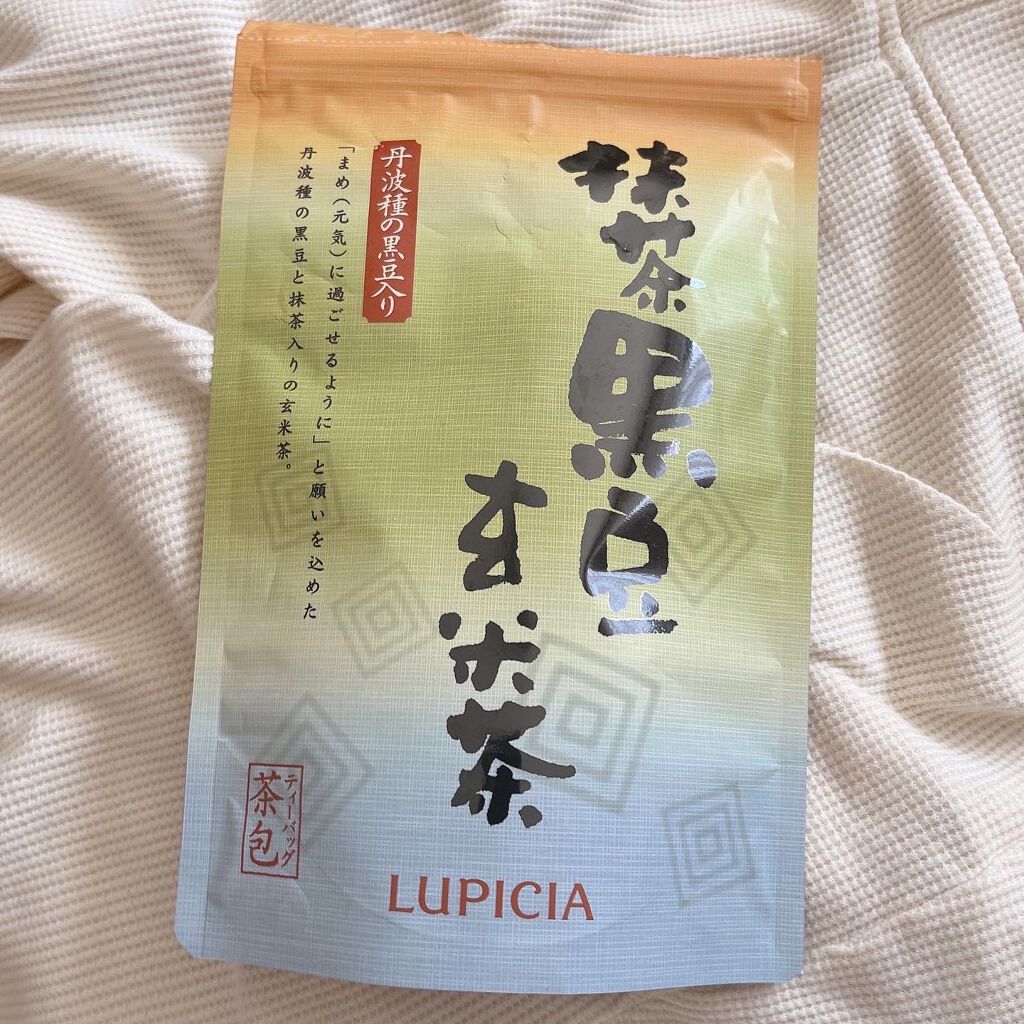 抹茶黒豆
玄米茶
丹波種の黒豆入り
「まめ(元気)に過ごせるように」と願いを込めた
丹波種の黒豆と抹茶入りの玄米茶。
ティーバッグ
茶包
LUPICIA